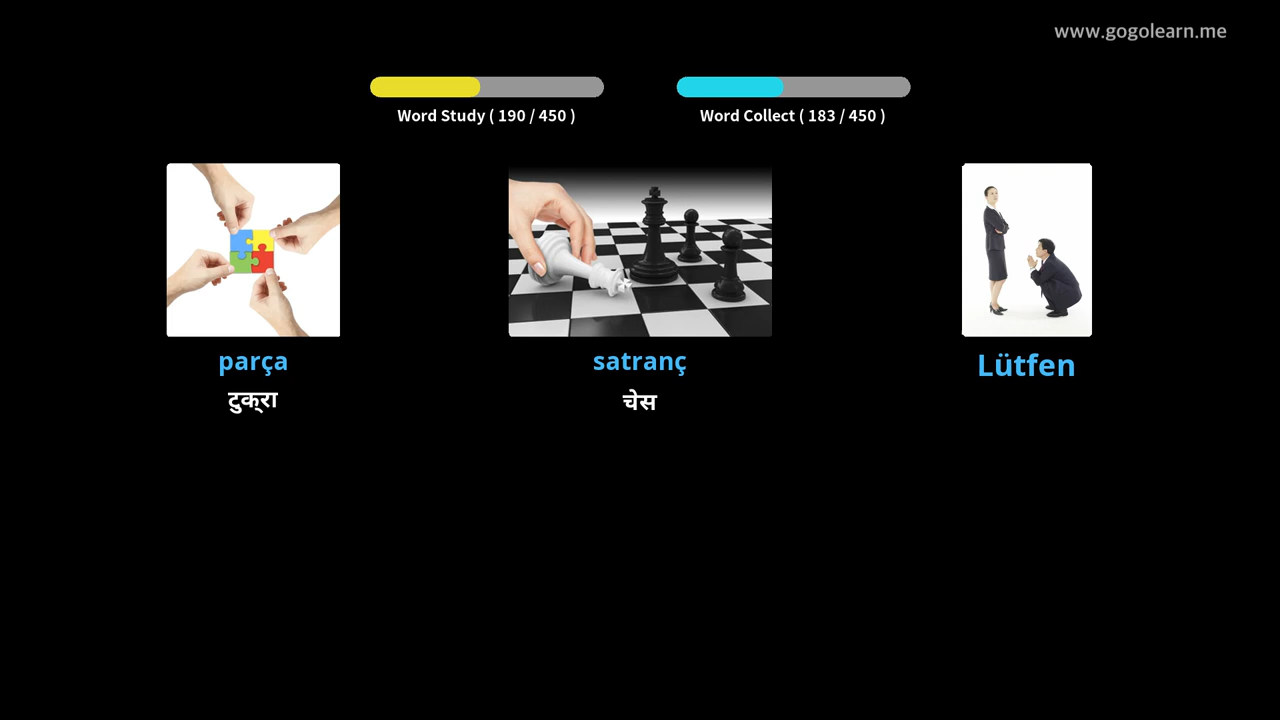 www.gogolearn.me
Word Study ( 190 / 450 )
Word Collect ( 183 / 450 )
parça
satranç
Lütfen
टुक्रा
चेस